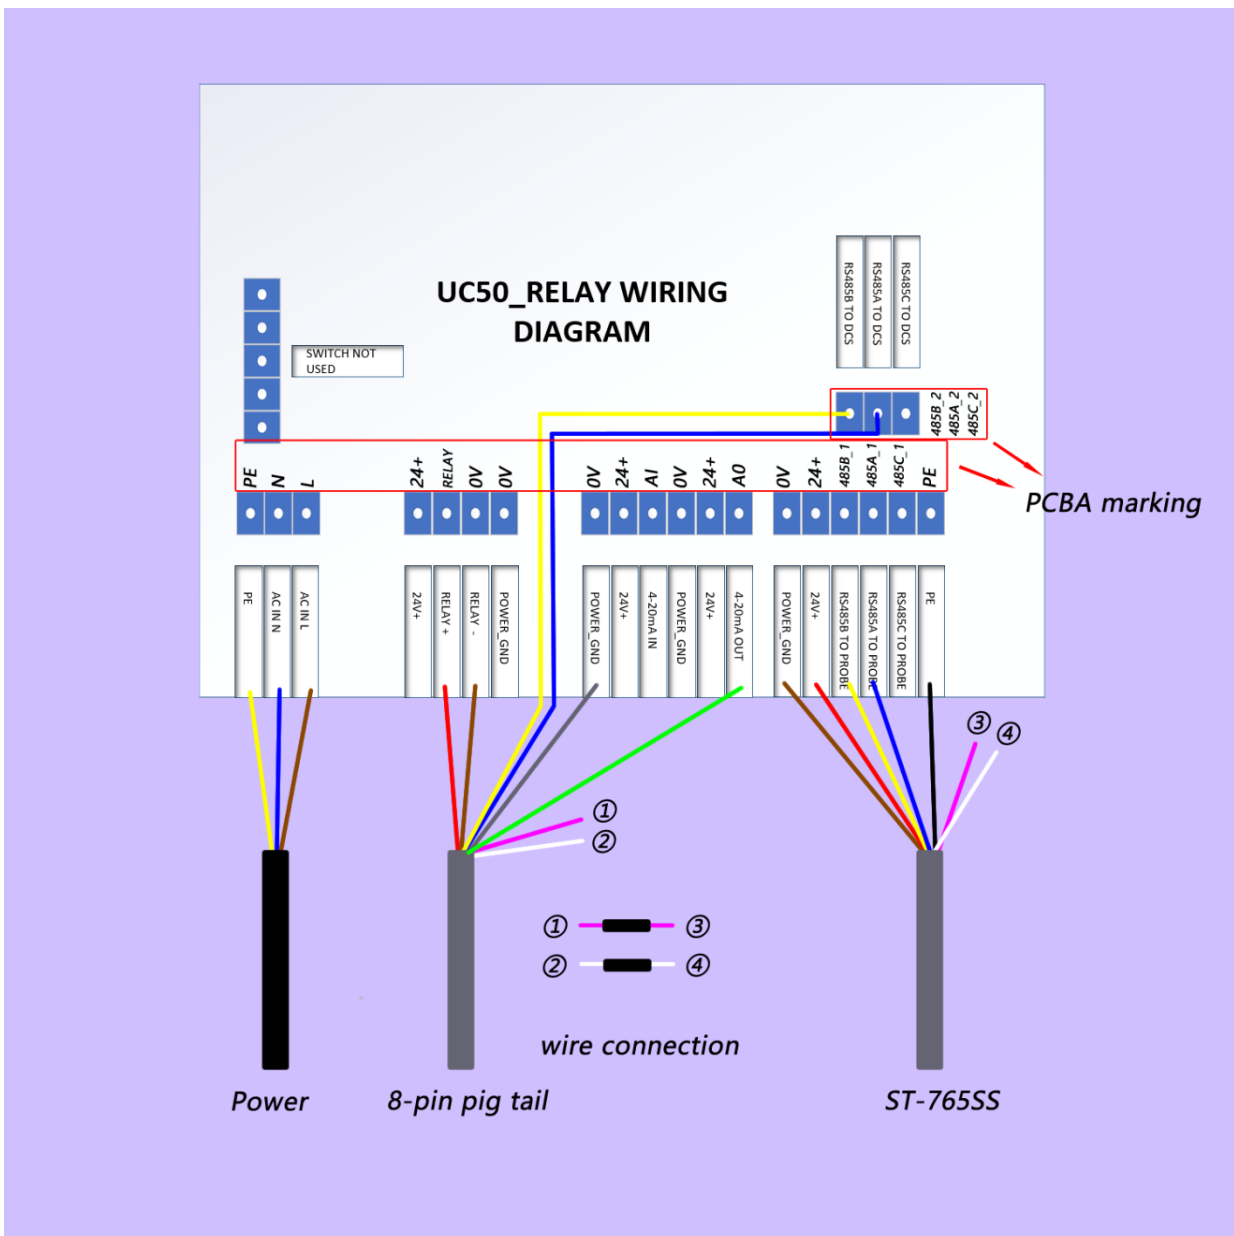 RS485B TO DCS
RS485A TO DCS
RS485C TO DCS
UC50_RELAY WIRING
DIAGRAM
SWITCH NOT
USED
485B_2
485A_2
485C_2
PE
N
L
24+
RELAY
0V
0V
0V
24+
AI
0V
24+
A0
0V
24+
485B_1
485A_1
485C_1
PE
PCBA marking
PE
AC IN N
AC IN L
24V+
RELAY +
RELAY -
POWER_GND
POWER_GND
24V+
4-20mA IN
POWER_GND
24V+
4-20mA OUT
POWER_GND
24V+
RS485B TO PROBE
RS485A TO PROBE
RS485C TO PROBE
PE
③
④
①
②
① ③
② ④
wire connection
Power
8-pin pig tail
ST-765SS